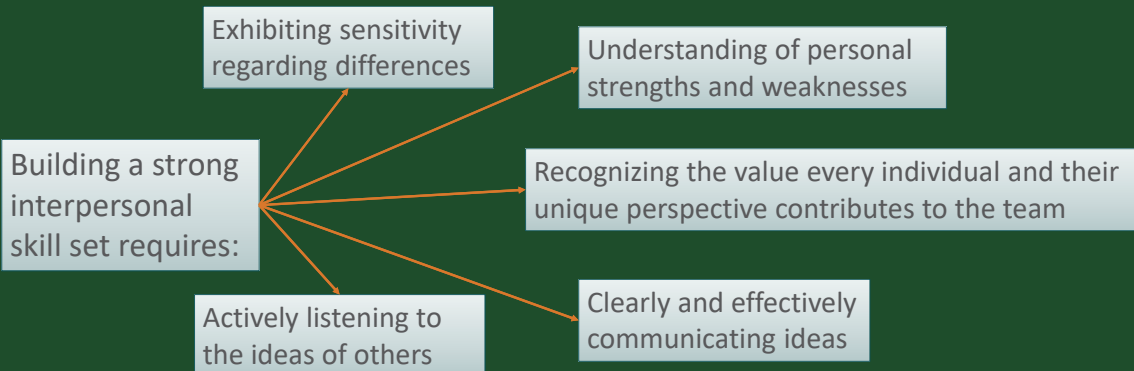 Exhibiting sensitivity
regarding differences
Understanding of personal
strengths and weaknesses
Building a strong
interpersonal
skill set requires:
Recognizing the value every individual and their
unique perspective contributes to the team
Actively listening to
the ideas of others
Clearly and effectively
communicating ideas